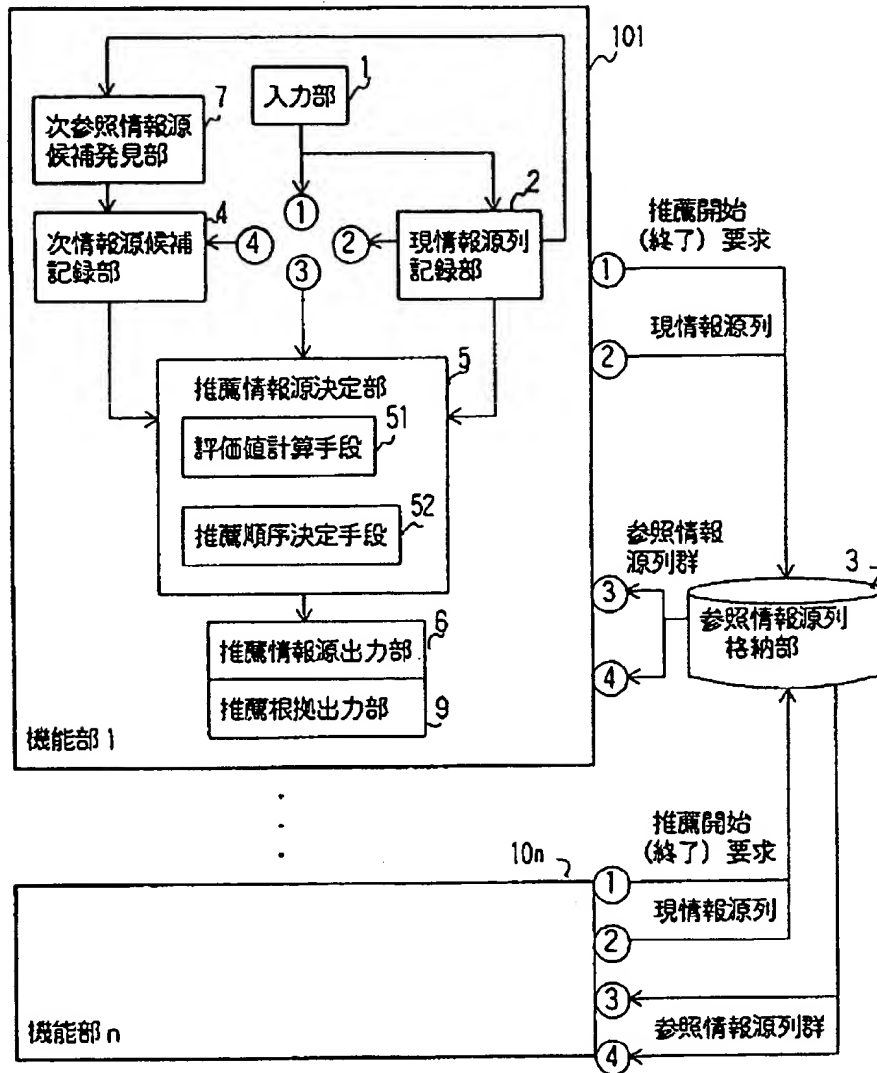 101
1
入力部
7
次参照情報源
候補発見部
①
2
現情報源列
記録部
②
4
次情報源候補
記録部
④
③
5
推薦情報源決定部
51
評価値計算手段
52
推薦順序決定手段
6
推薦情報源出力部
推薦根拠出力部
9
機能部1
推薦開始
(終了)要求
①
現情報源列
②
参照情報
源列群
③
④
3
参照情報源列
格納部
10n
推薦開始
(終了)要求
①
現情報源列
②
③
参照情報源列群
④
機能部n